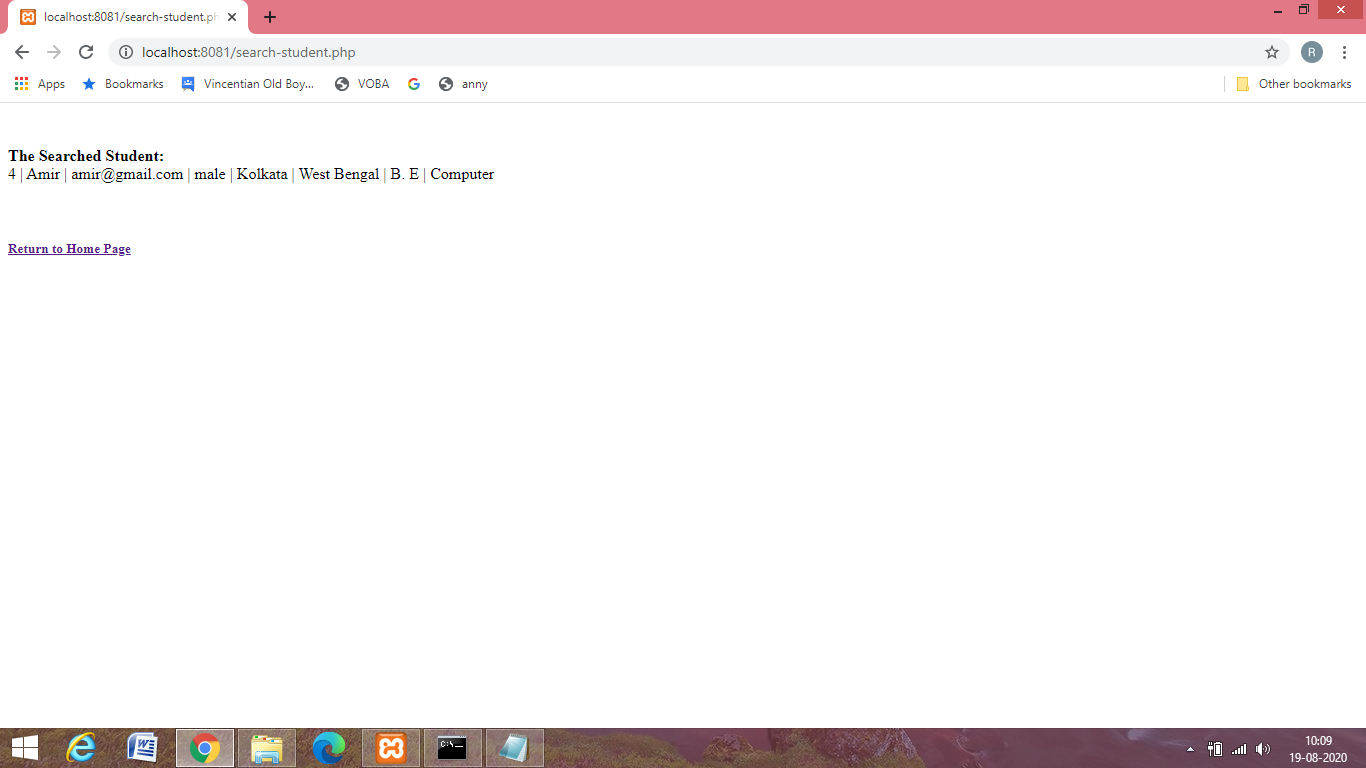 localhost:8081/search-student.ph
localhost:8081/search-student.php
R
Apps
Bookmarks
Vincentian Old Boy...
VOBA
anny
Other bookmarks
The Searched Student:
4 | Amir | amir@gmail.com | male | Kolkata | West Bengal | B. E | Computer
Return to Home Page
10:09
19-08-2020